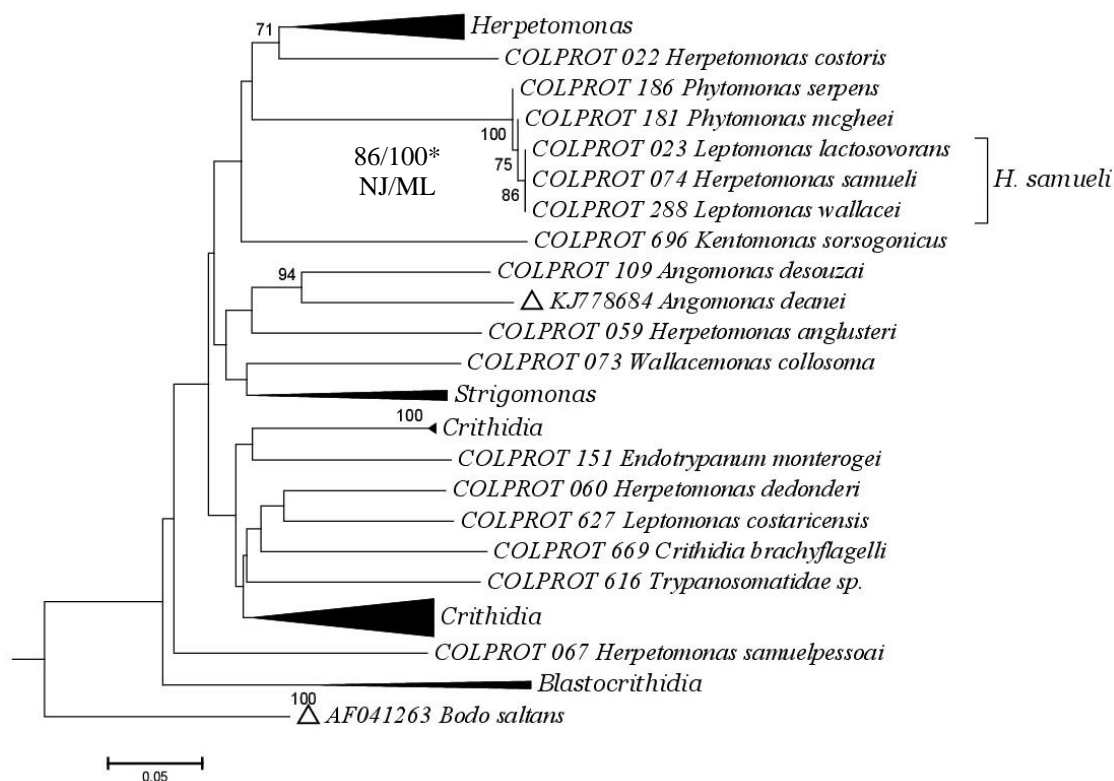 71
Herpetomonas
COLPROT 022 Herpetomonas costoris
COLPROT 186 Phytomonas serpens
COLPROT 181 Phytomonas mcgheei
100
86/100*
NJ/ML
COLPROT 023 Leptomonas lactosovorans
75
COLPROT 074 Herpetomonas samueli
H. samueli
86
COLPROT 288 Leptomonas wallacei
COLPROT 696 Kentomonas sorsogonicus
94
COLPROT 109 Angomonas desouzai
△ KJ778684 Angomonas deanei
COLPROT 059 Herpetomonas anglusteri
COLPROT 073 Wallacemonas collosoma
Strigomonas
100
Crithidia
COLPROT 151 Endotrypanum monterogei
COLPROT 060 Herpetomonas dedonderi
COLPROT 627 Leptomonas costaricensis
COLPROT 669 Crithidia brachyflagelli
COLPROT 616 Trypanosomatidae sp.
Crithidia
COLPROT 067 Herpetomonas samuelpessoai
Blastocrithidia
100
△ AF041263 Bodo saltans
0.05